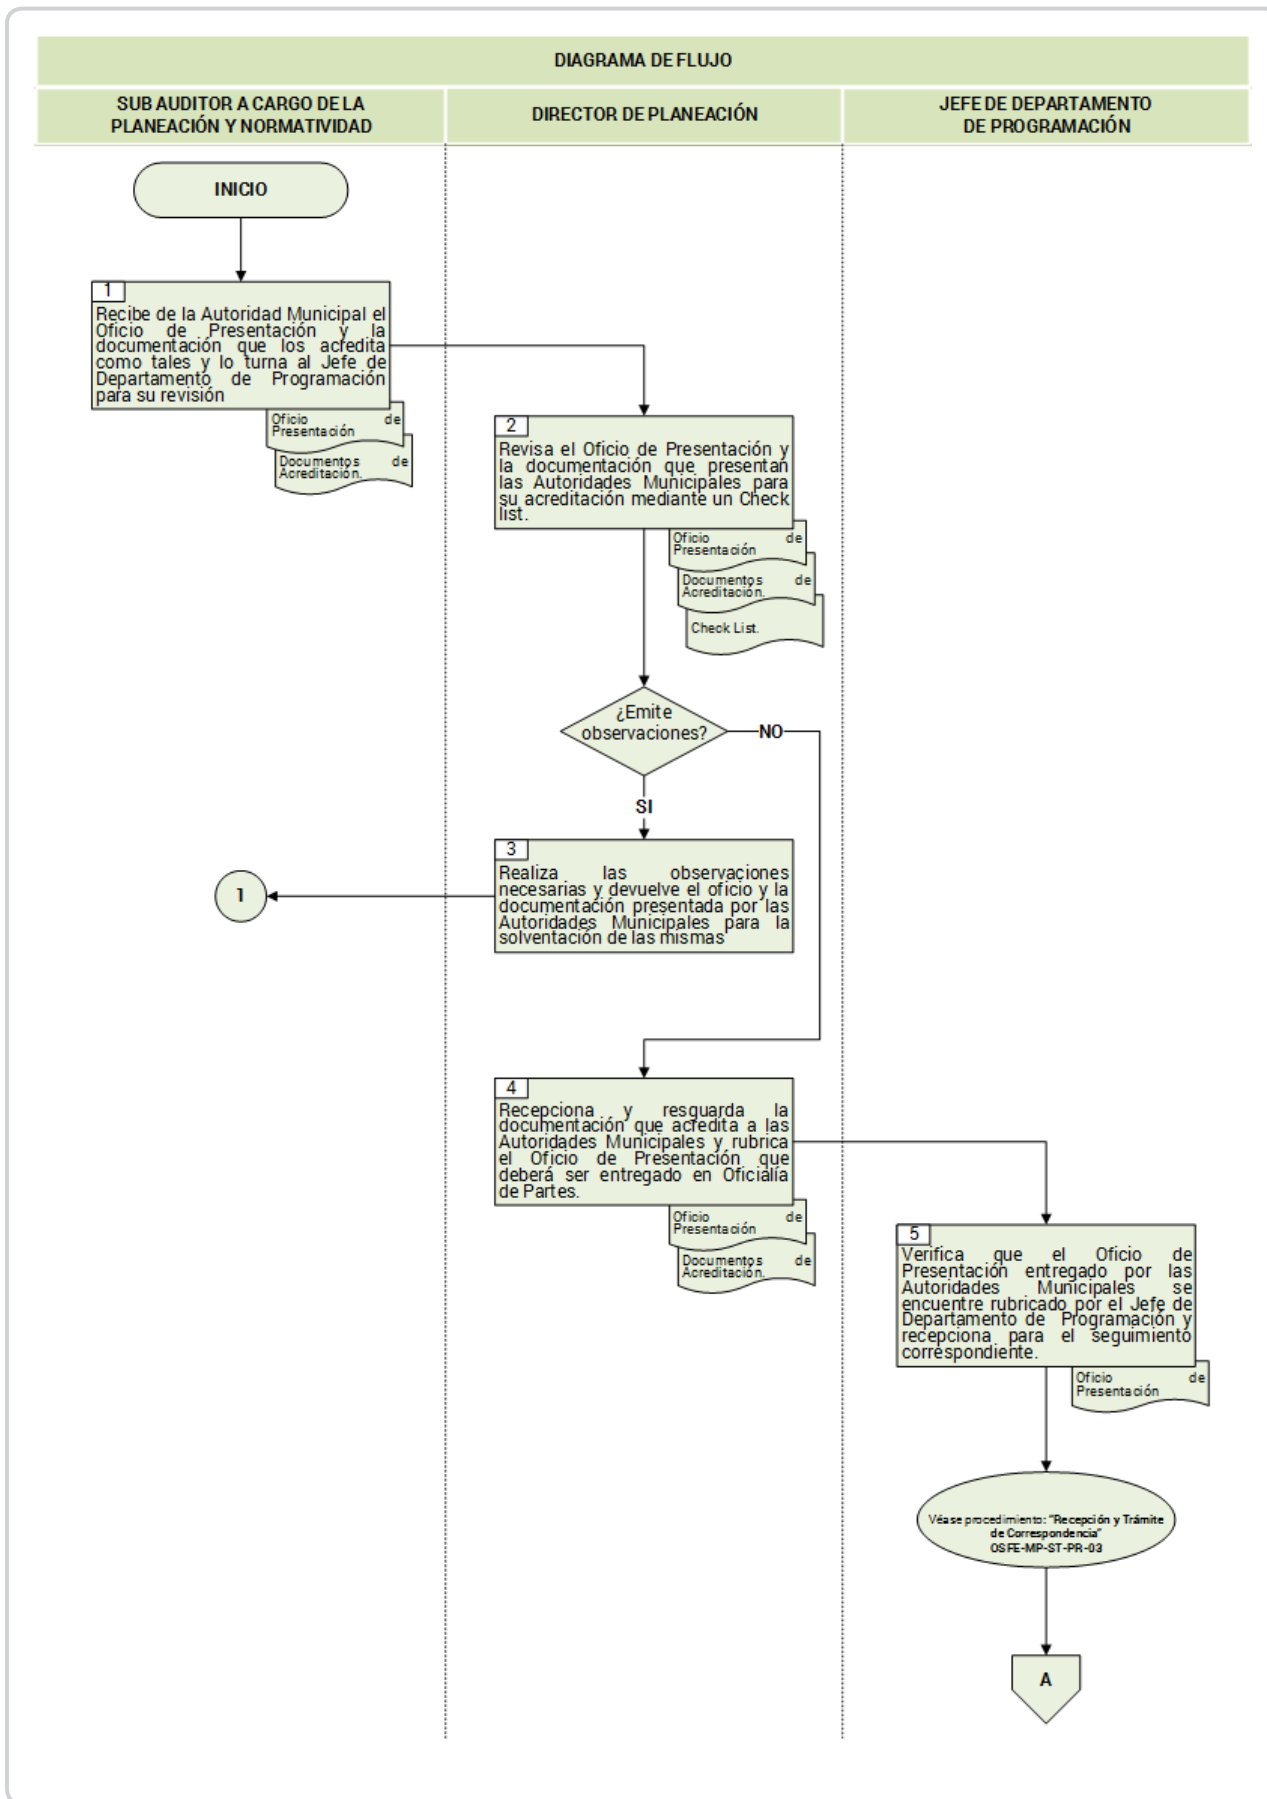 DIAGRAMA DE FLUJO
SUB AUDITOR A CARGO DE LA
PLANEACIÓN Y NORMATIVIDAD
DIRECTOR DE PLANEACIÓN
JEFE DE DEPARTAMENTO
DE PROGRAMACIÓN
INICIO
1
Recibe de la Autoridad Municipal el
Oficio de Presentación y la
documentación que los acredita
como tales y lo turna al Jefe de
Departamento de Programación
para su revisión
Oficio de
Presentación
Documentos de
Acreditación.
2
Revisa el Oficio de Presentación y
la documentación que presentan
las Autoridades Municipales para
su acreditación mediante un Check
list.
Oficio de
Presentación
Documentos de
Acreditación.
Check List.
¿Emite
observaciones?
NO
SI
3
Realiza las observaciones
necesarias y devuelve el oficio y la
documentación presentada por las
Autoridades Municipales para la
solventación de las mismas
1
4
Recepciona y resguarda la
documentación que acredita a las
Autoridades Municipales y rubrica
el Oficio de Presentación que
deberá ser entregado en Oficialía
de Partes.
Oficio de
Presentación
Documentos de
Acreditación.
5
Verifica que el Oficio de
Presentación entregado por las
Autoridades Municipales se
encuentre rubricado por el Jefe de
Departamento de Programación y
recepciona para el seguimiento
correspondiente.
Oficio de
Presentación
Véase procedimiento: "Recepción y Trámite
de Correspondencia"
OSFE-MP-ST-PR-03
A